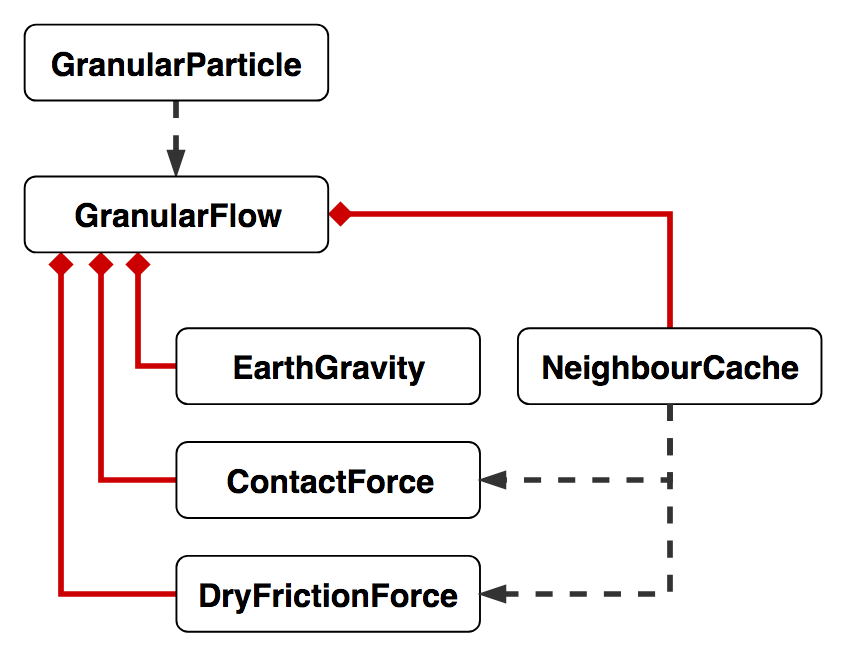 GranularParticle
GranularFlow
EarthGravity
NeighbourCache
ContactForce
DryFrictionForce